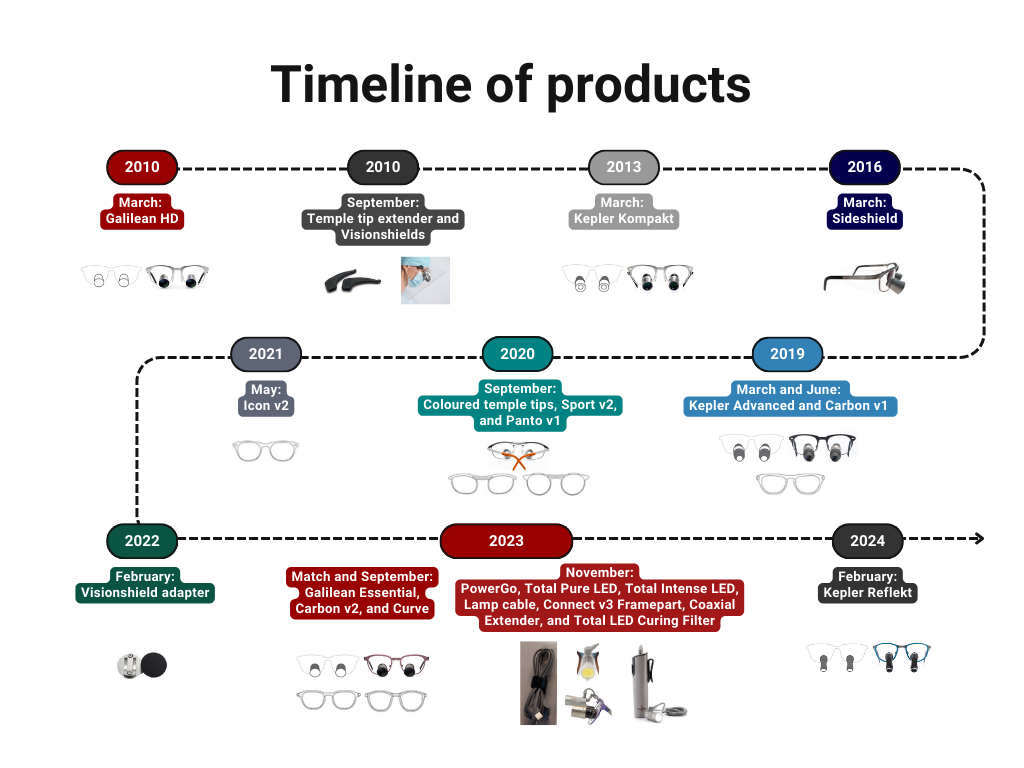 Timeline of products
2010
March:
Galilean HD
2010
September:
Temple tip extender and
Visionshields
2013
March:
Kepler Kompakt
2016
March:
Sideshield
2021
May:
Icon v2
2020
September:
Coloured temple tips, Sport v2,
and Panto v1
2019
March and June:
Kepler Advanced and Carbon v1
2022
February:
Visionshield adapter
2023
Match and September:
Galilean Essential,
Carbon v2, and Curve
November:
PowerGo, Total Pure LED, Total Intense LED,
Lamp cable, Connect v3 Framepart, Coaxial
Extender, and Total LED Curing Filter
2024
February:
Kepler Reflekt